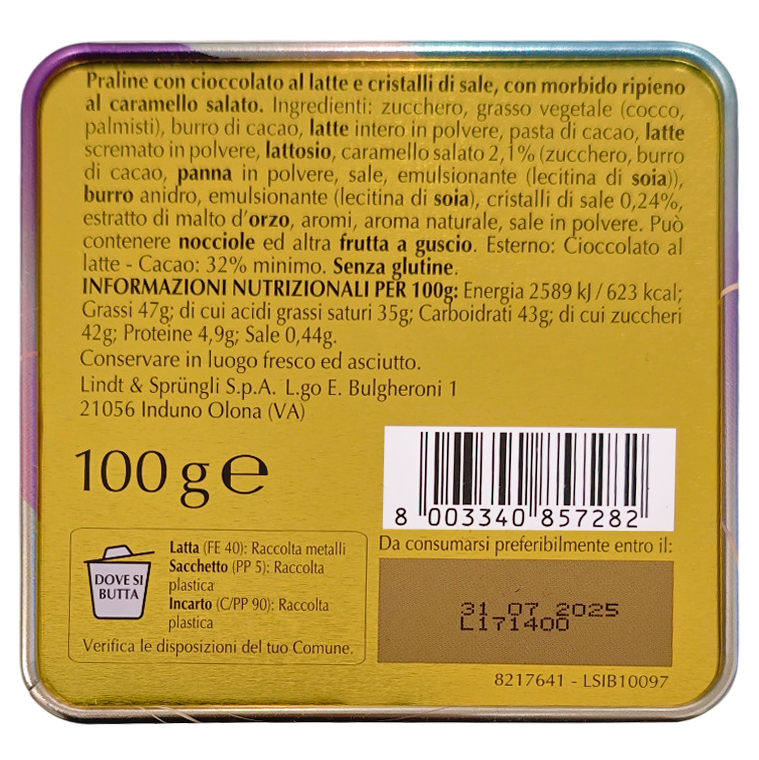 Praline con cioccolato al latte e cristalli di sale, con morbido ripieno
al caramello salato. Ingredienti: zucchero, grasso vegetale (cocco,
palmisti), burro di cacao, latte intero in polvere, pasta di cacao, latte
scremato in polvere, lattosio, caramello salato 2,1% (zucchero, burro
di cacao, panna in polvere, sale, emulsionante (lecitina di soia)),
burro anidro, emulsionante (lecitina di soia), cristalli di sale 0,24%,
estratto di malto d'orzo, aromi, aroma naturale, sale in polvere. Può
contenere nocciole ed altra frutta a guscio. Esterno: Cioccolato al
latte - Cacao: 32% minimo. Senza glutine.
INFORMAZIONI NUTRIZIONALI PER 100g: Energia 2589 kJ / 623 kcal;
Grassi 47g; di cui acidi grassi saturi 35g; Carboidrati 43g; di cui zuccheri
42g; Proteine 4,9g; Sale 0,44g.
Conservare in luogo fresco ed asciutto.
Lindt & Sprüngli S.p.A. L.go E. Bulgheroni 1
21056 Induno Olona (VA)
100 g e
8 003340 857282
DOVE SI
BUTTA
Latta (FE 40): Raccolta metalli
Sacchetto (PP 5): Raccolta
plastica
Incarto (C/PP 90): Raccolta
plastica
Verifica le disposizioni del tuo Comune.
Da consumarsi preferibilmente entro il:
31 07 2025
L171400
8217641 - LSIB10097